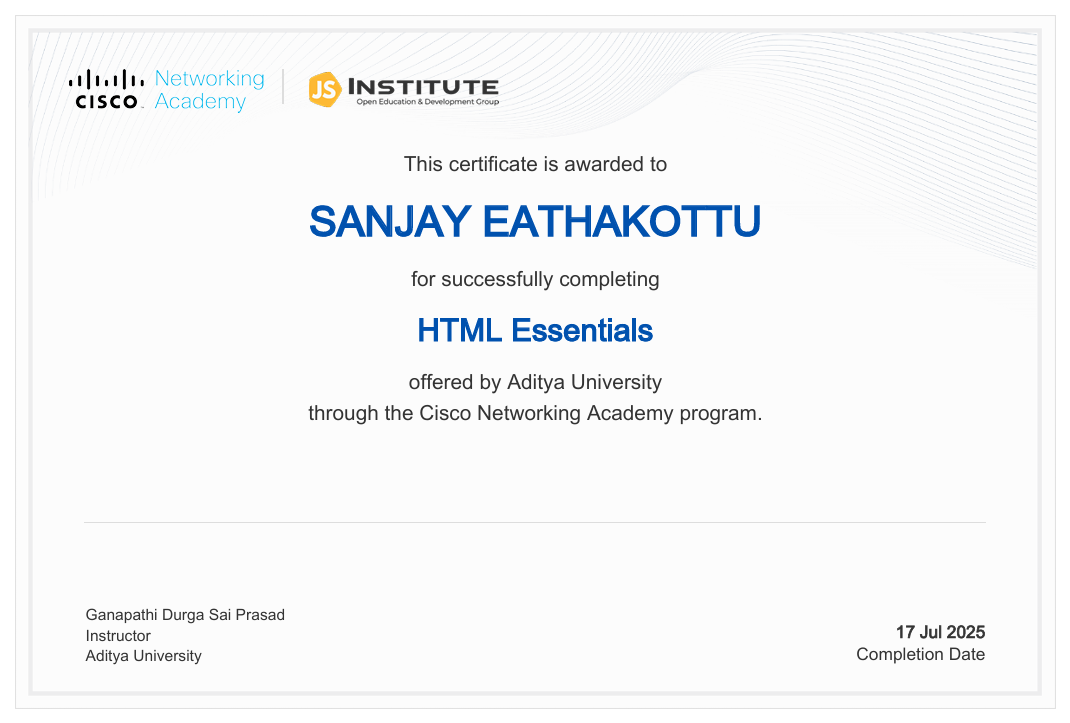 CISCO
Networking
Academy
JS INSTITUTE
Open Education & Development Group
This certificate is awarded to
SANJAY EATHAKOTTU
for successfully completing
HTML Essentials
offered by Aditya University
through the Cisco Networking Academy program.
Ganapathi Durga Sai Prasad
Instructor
Aditya University
17 Jul 2025
Completion Date